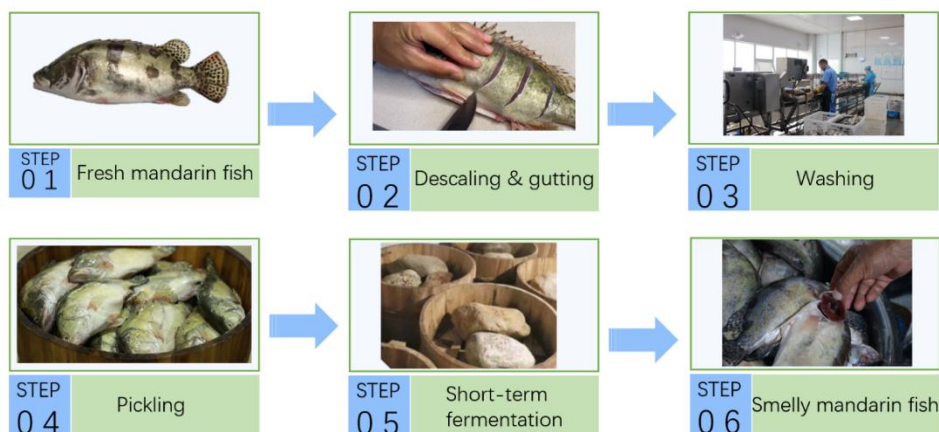 STEP
0 1
Fresh mandarin fish
STEP
0 2
Descaling & gutting
STEP
0 3
Washing
STEP
0 4
Pickling
STEP
0 5
Short-term
fermentation
STEP
0 6
Smelly mandarin fish